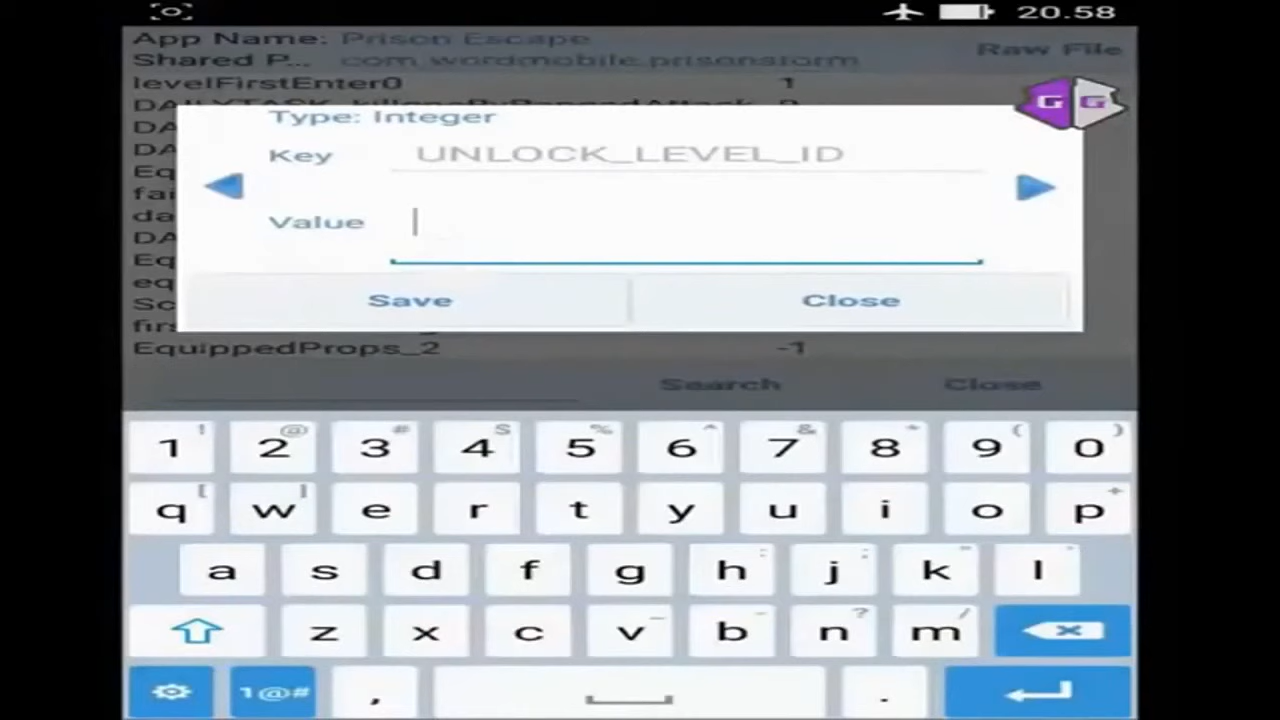 20.58
App Name: Prison Escape
Raw File
Shared P... com.wordmobile.prisonstorm
levelFirstEnter0 1
G G
Type: Integer
Key UNLOCK_LEVEL_ID
Value
Save Close
EquippedProps_2 -1
Search Close
1 ! 2 @ 3 # 4 $ 5 % 6 ^ 7 & 8 * 9 ( 0 )
q [ w ] e r t y u i o p +
a s d f g h : j ; k " l '
z x c v _ b - n ? m /
1@# , .